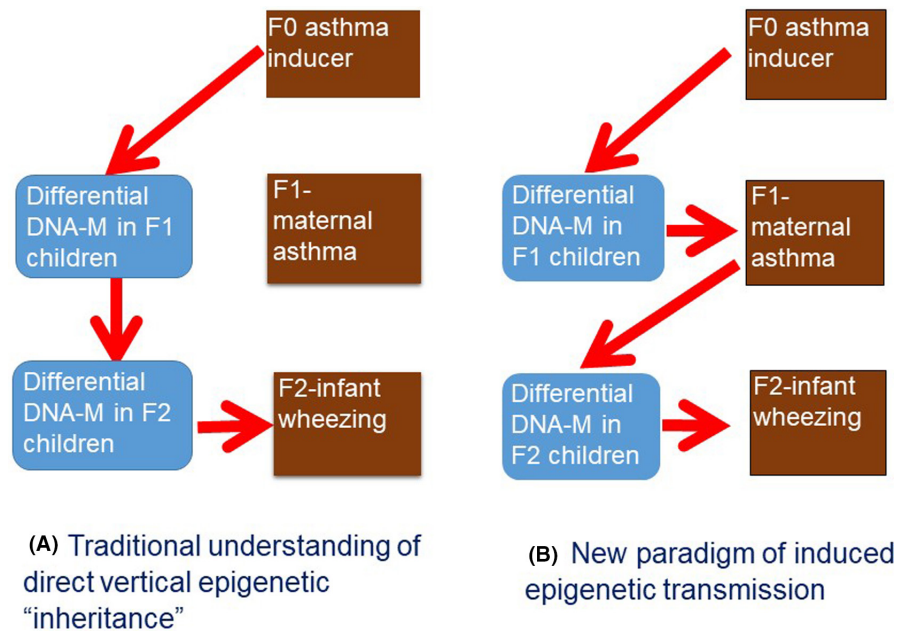 F0 asthma
inducer
Differential
DNA-M in F1
children
F1-
maternal
asthma
Differential
DNA-M in F2
children
F2-infant
wheezing
(A) Traditional understanding of
direct vertical epigenetic
“inheritance”
F0 asthma
inducer
Differential
DNA-M in
F1 children
F1-
maternal
asthma
Differential
DNA-M in
F2 children
F2-infant
wheezing
(B) New paradigm of induced
epigenetic transmission